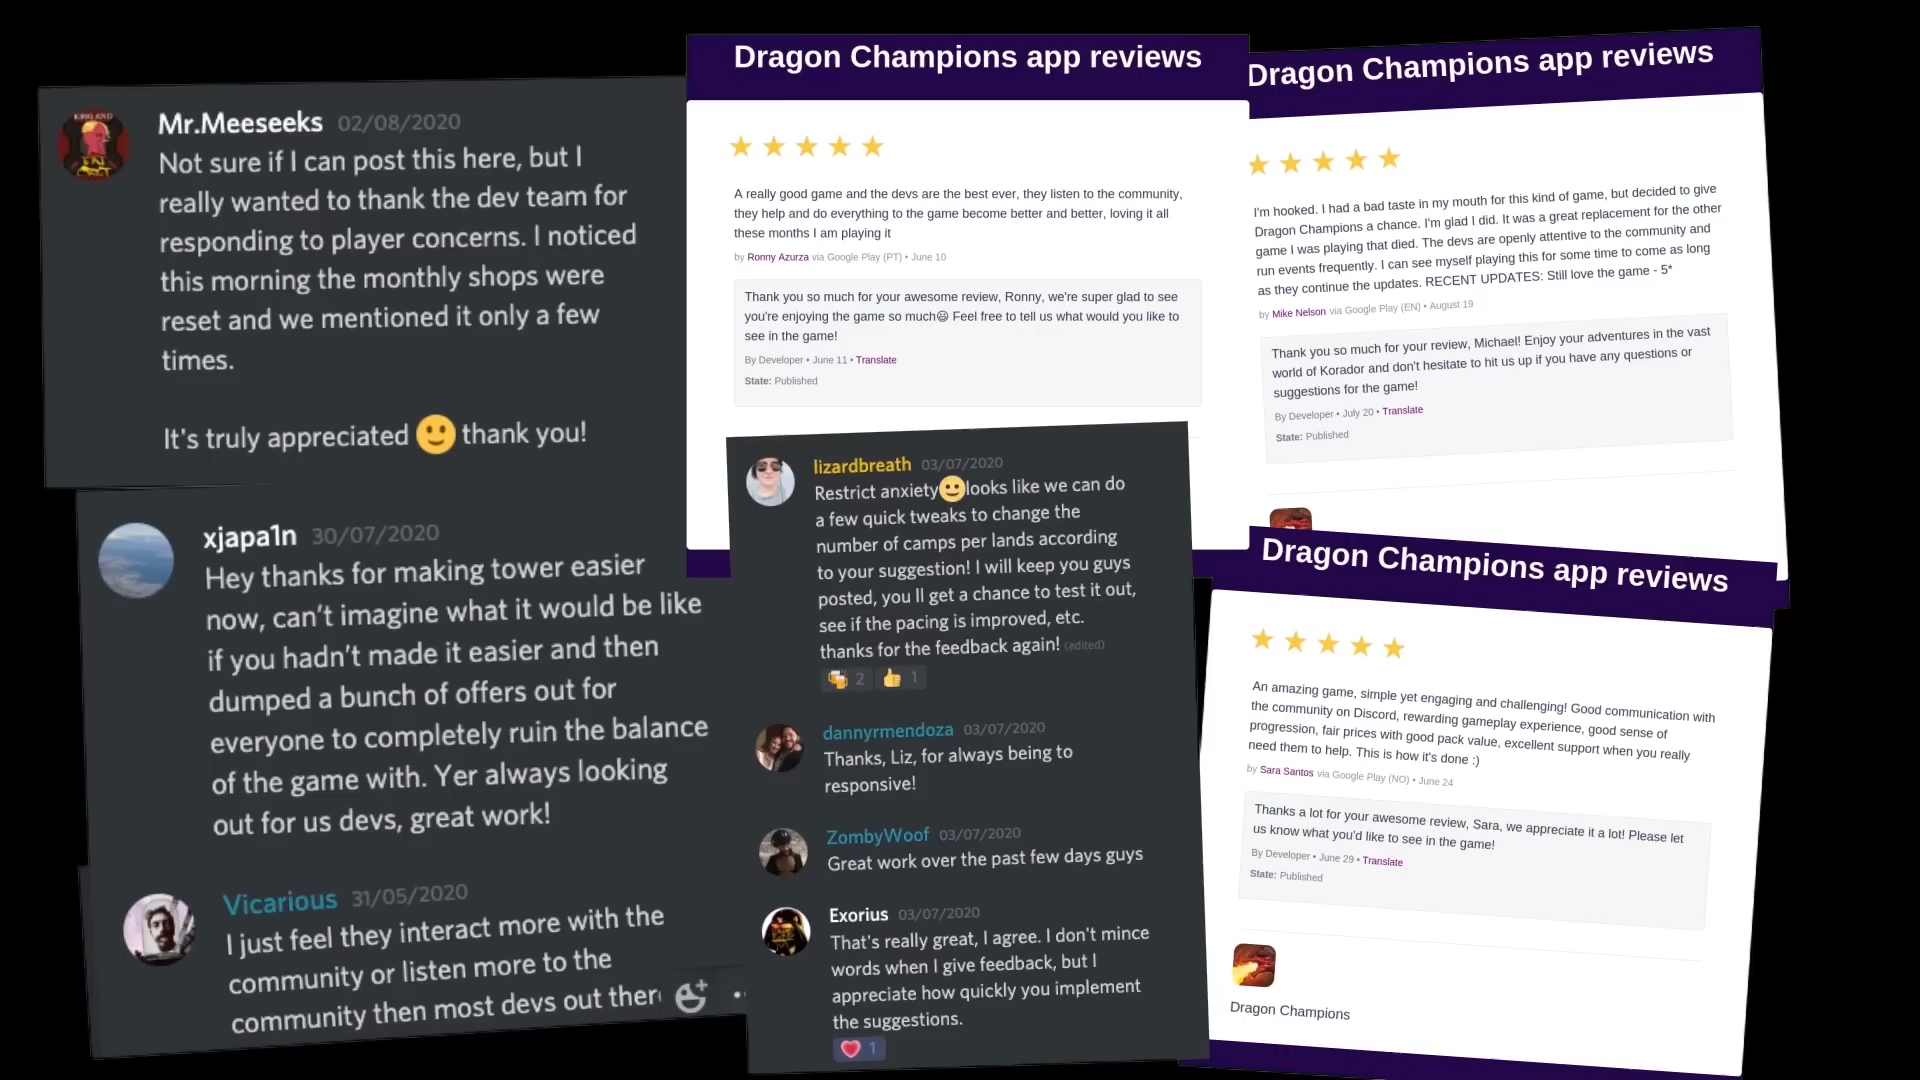 Mr.Meeseeks 02/08/2020
Not sure if I can post this here, but I
really wanted to thank the dev team for
responding to player concerns. I noticed
this morning the monthly shops were
reset and we mentioned it only a few
times.
It's truly appreciated 🙂 thank you!
xjapa1n 30/07/2020
Hey thanks for making tower easier
now, can't imagine what it would be like
if you hadn't made it easier and then
dumped a bunch of offers out for
everyone to completely ruin the balance
of the game with. Yer always looking
out for us devs, great work!
Vicarious 31/05/2020
I just feel they interact more with the
community or listen more to the
community then most devs out there
Dragon Champions app reviews
A really good game and the devs are the best ever, they listen to the community,
they help and do everything to the game become better and better, loving it all
these months I am playing it
by Ronny Azurza via Google Play (PT) • June 10
Thank you so much for your awesome review, Ronny, we're super glad to see
you're enjoying the game so much😃 Feel free to tell us what would you like to
see in the game!
By Developer • June 11 • Translate
State: Published
lizardbreath 03/07/2020
Restrict anxiety🙂looks like we can do
a few quick tweaks to change the
number of camps per lands according
to your suggestion! I will keep you guys
posted, you ll get a chance to test it out,
see if the pacing is improved, etc.
thanks for the feedback again! (edited)
🍻 2 👍 1
dannyrmendoza 03/07/2020
Thanks, Liz, for always being to
responsive!
ZombyWoof 03/07/2020
Great work over the past few days guys
Exorius 03/07/2020
That's really great, I agree. I don't mince
words when I give feedback, but I
appreciate how quickly you implement
the suggestions.
❤️ 1
Dragon Champions app reviews
I'm hooked. I had a bad taste in my mouth for this kind of game, but decided to give
Dragon Champions a chance. I'm glad I did. It was a great replacement for the other
game I was playing that died. The devs are openly attentive to the community and
run events frequently. I can see myself playing this for some time to come as long
as they continue the updates. RECENT UPDATES: Still love the game - 5*
by Mike Nelson via Google Play (EN) • August 19
Thank you so much for your review, Michael! Enjoy your adventures in the vast
world of Korador and don't hesitate to hit us up if you have any questions or
suggestions for the game!
By Developer • July 20 • Translate
State: Published
Dragon Champions app reviews
An amazing game, simple yet engaging and challenging! Good communication with
the community on Discord, rewarding gameplay experience, good sense of
progression, fair prices with good pack value, excellent support when you really
need them to help. This is how it's done :)
by Sara Santos via Google Play (NO) • June 24
Thanks a lot for your awesome review, Sara, we appreciate it a lot! Please let
us know what you'd like to see in the game!
By Developer • June 29 • Translate
State: Published
Dragon Champions